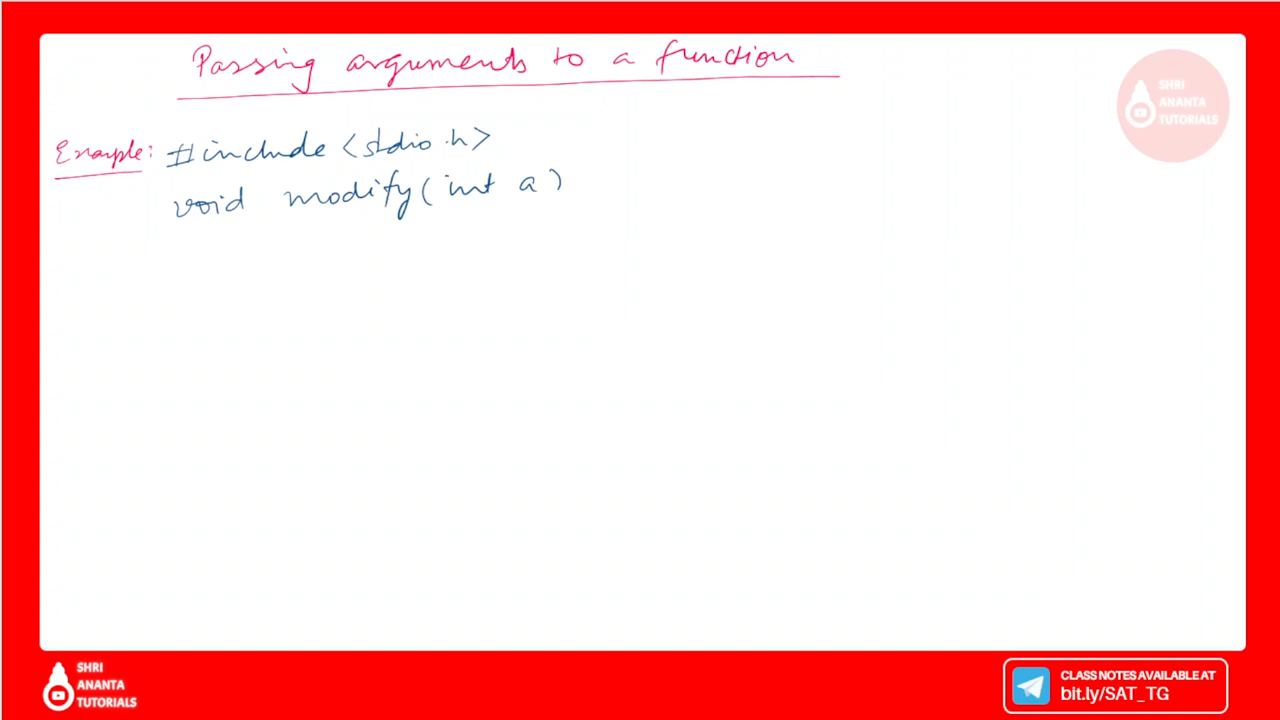 Passing arguments to a function
SHRI
ANANTA
TUTORIALS
Example: #include <stdio.h>
void modify(int a)
SHRI
ANANTA
TUTORIALS
CLASS NOTES AVAILABLE AT
bit.ly/SAT_TG